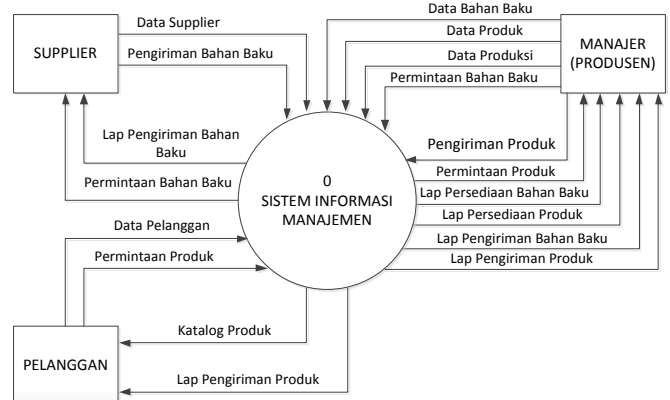 Data Bahan Baku
Data Supplier
Data Produk
SUPPLIER
Pengiriman Bahan Baku
Data Produksi
MANAJER
(PRODUSEN)
Permintaan Bahan Baku
Lap Pengiriman Bahan
Baku
Pengiriman Produk
Permintaan Bahan Baku
0
SISTEM INFORMASI
MANAJEMEN
Permintaan Produk
Lap Persediaan Bahan Baku
Lap Persediaan Produk
Data Pelanggan
Lap Pengiriman Bahan Baku
Permintaan Produk
Lap Pengiriman Produk
Katalog Produk
PELANGGAN
Lap Pengiriman Produk